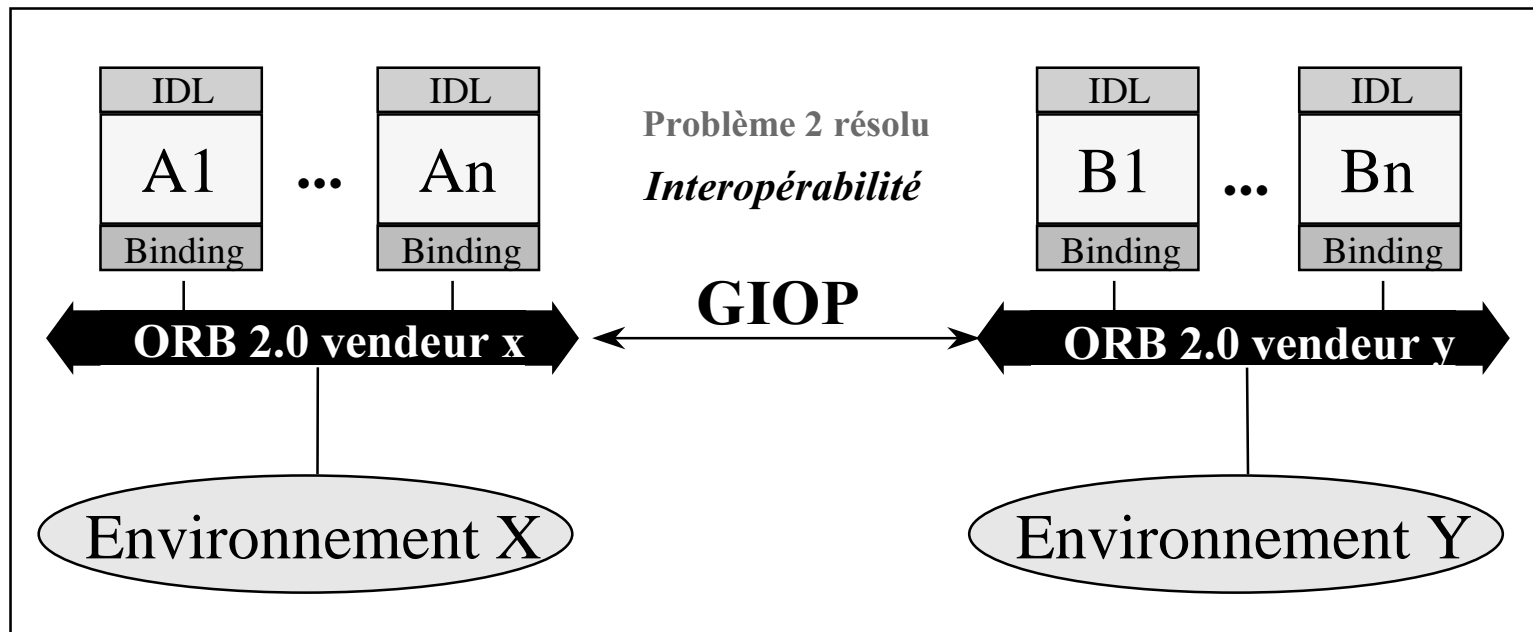 IDL
A1
Binding
...
IDL
An
Binding
Problème 2 résolu
Interopérabilité
IDL
B1
Binding
...
IDL
Bn
Binding
GIOP
ORB 2.0 vendeur x
ORB 2.0 vendeur y
Environnement X
Environnement Y